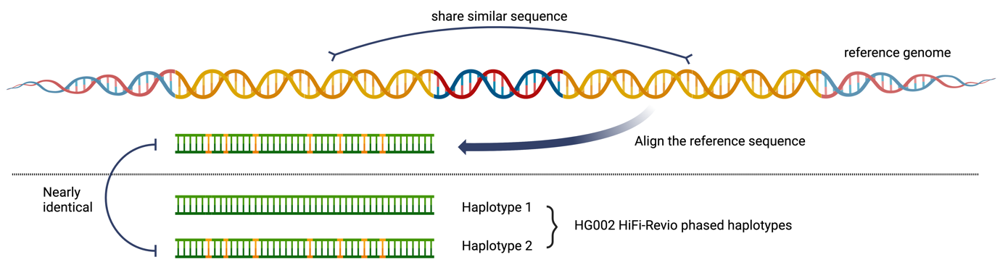 share similar sequence
reference genome
Align the reference sequence
Nearly
identical
Haplotype 1
HG002 HiFi-Revio phased haplotypes
Haplotype 2